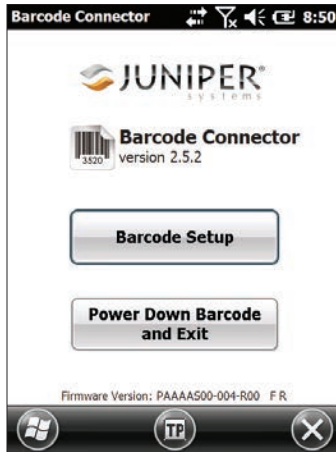 Barcode Connector 8:50
JUNIPER®
systems
3520
Barcode Connector
version 2.5.2
Barcode Setup
Power Down Barcode
and Exit
Firmware Version: PAAAAS00-004-R00 F R
TP